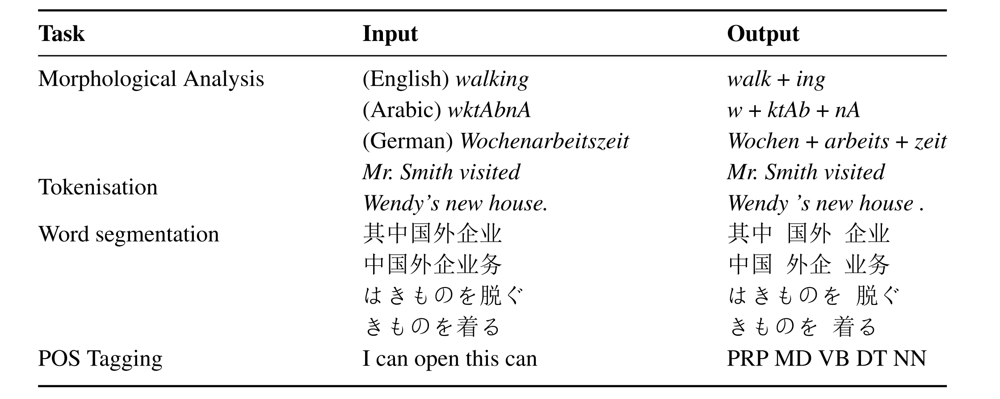 Task Input Output
Morphological Analysis (English) walking walk + ing
(Arabic) wktAbnA w + ktAb + nA
(German) Wochenarbeitszeit Wochen + arbeits + zeit
Tokenisation Mr. Smith visited Mr. Smith visited
Wendy’s new house. Wendy ’s new house .
Word segmentation 其中国外企业 其中 国外 企业
中国外企业务 中国 外企 业务
はきものを脱ぐ はきものを 脱ぐ
きものを着る きものを 着る
POS Tagging I can open this can PRP MD VB DT NN